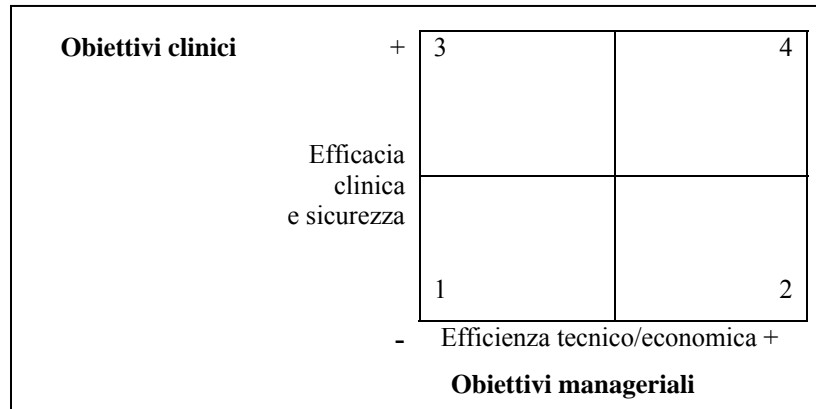 Obiettivi clinici + 3 4
Efficacia
clinica
e sicurezza
1 2
- Efficienza tecnico/economica +
Obiettivi manageriali